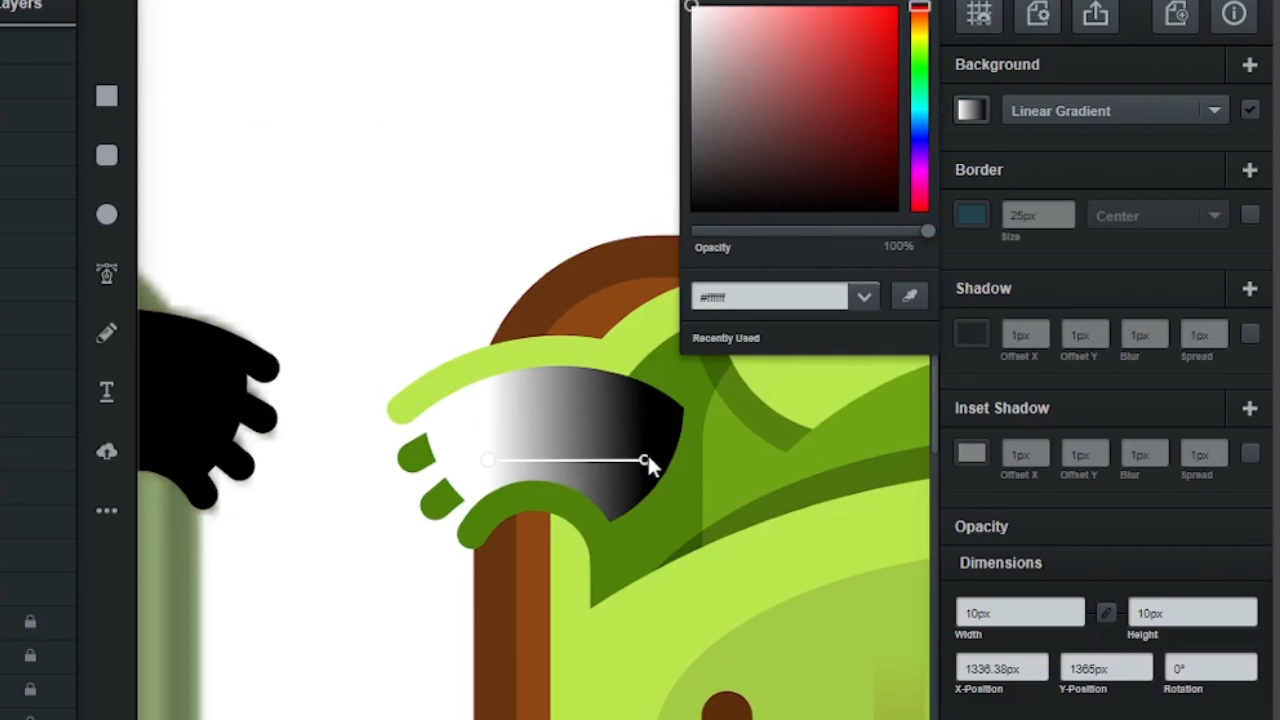 ayers
Background
Linear Gradient
Border
25px
Center
Size
Opacity
100%
#ffffff
Recently Used
Shadow
1px
1px
1px
1px
Offset X
Offset Y
Blur
Spread
Inset Shadow
1px
1px
1px
1px
Offset X
Offset Y
Blur
Spread
Opacity
Dimensions
10px
10px
Width
Height
1336.38px
1365px
0°
X-Position
Y-Position
Rotation
T